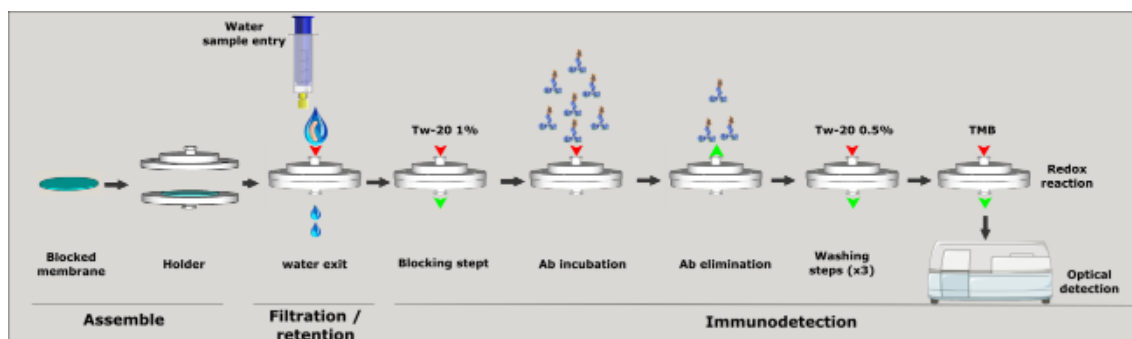 Water
sample entry
Tw-20 1%
Tw-20 0.5%
TMB
Redox
reaction
Blocked
membrane
Holder
water exit
Blocking stept
Ab incubation
Ab elimination
Washing
steps (x3)
Optical
detection
Assemble
Filtration /
retention
Immunodetection